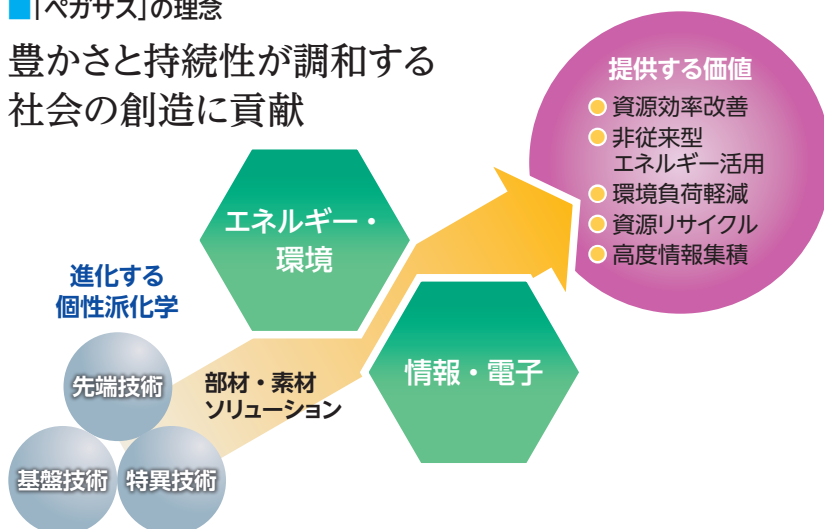 ■「ペガサス」の理念
豊かさと持続性が調和する
社会の創造に貢献
提供する価値
資源効率改善
非従来型
エネルギー活用
環境負荷軽減
資源リサイクル
高度情報集積
エネルギー・
環境
進化する
個性派化学
情報・電子
部材・素材
ソリューション
先端技術
基盤技術
特異技術